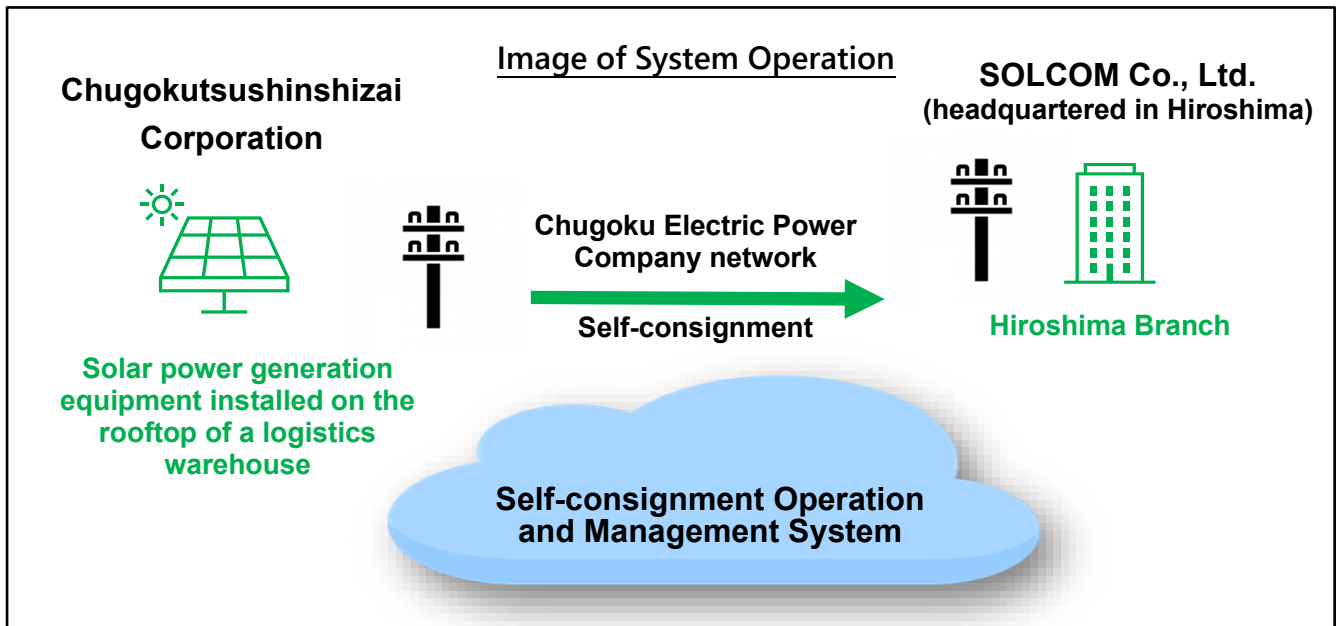 Image of System Operation
Chugokutsushinshizai
Corporation
SOLCOM Co., Ltd.
(headquartered in Hiroshima)
Chugoku Electric Power
Company network
Self-consignment
Hiroshima Branch
Solar power generation
equipment installed on the
rooftop of a logistics
warehouse
Self-consignment Operation
and Management System